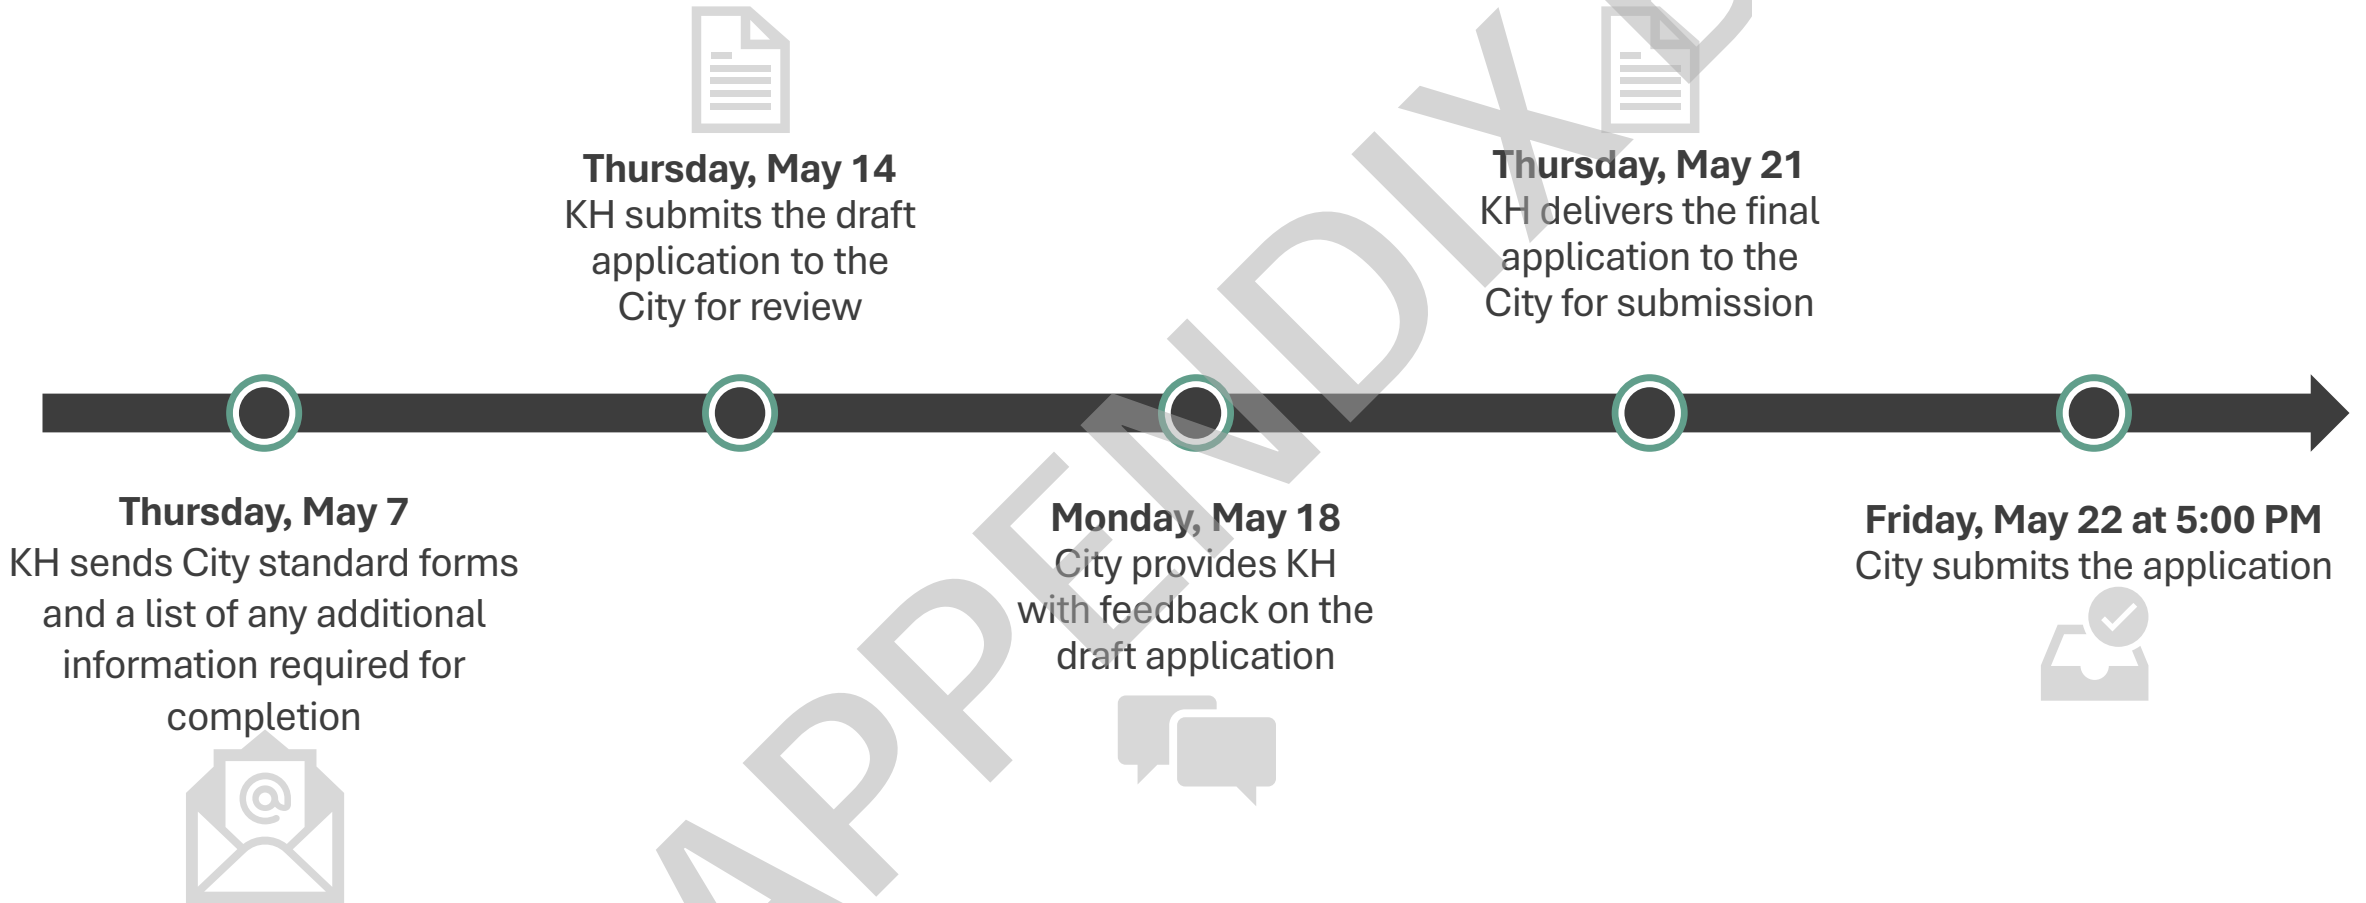 Thursday, May 14
KH submits the draft
application to the
City for review
Thursday, May 21
KH delivers the final
application to the
City for submission
Thursday, May 7
KH sends City standard forms
and a list of any additional
information required for
completion
@
Monday, May 18
City provides KH
with feedback on the
draft application
Friday, May 22 at 5:00 PM
City submits the application
APPENDIX